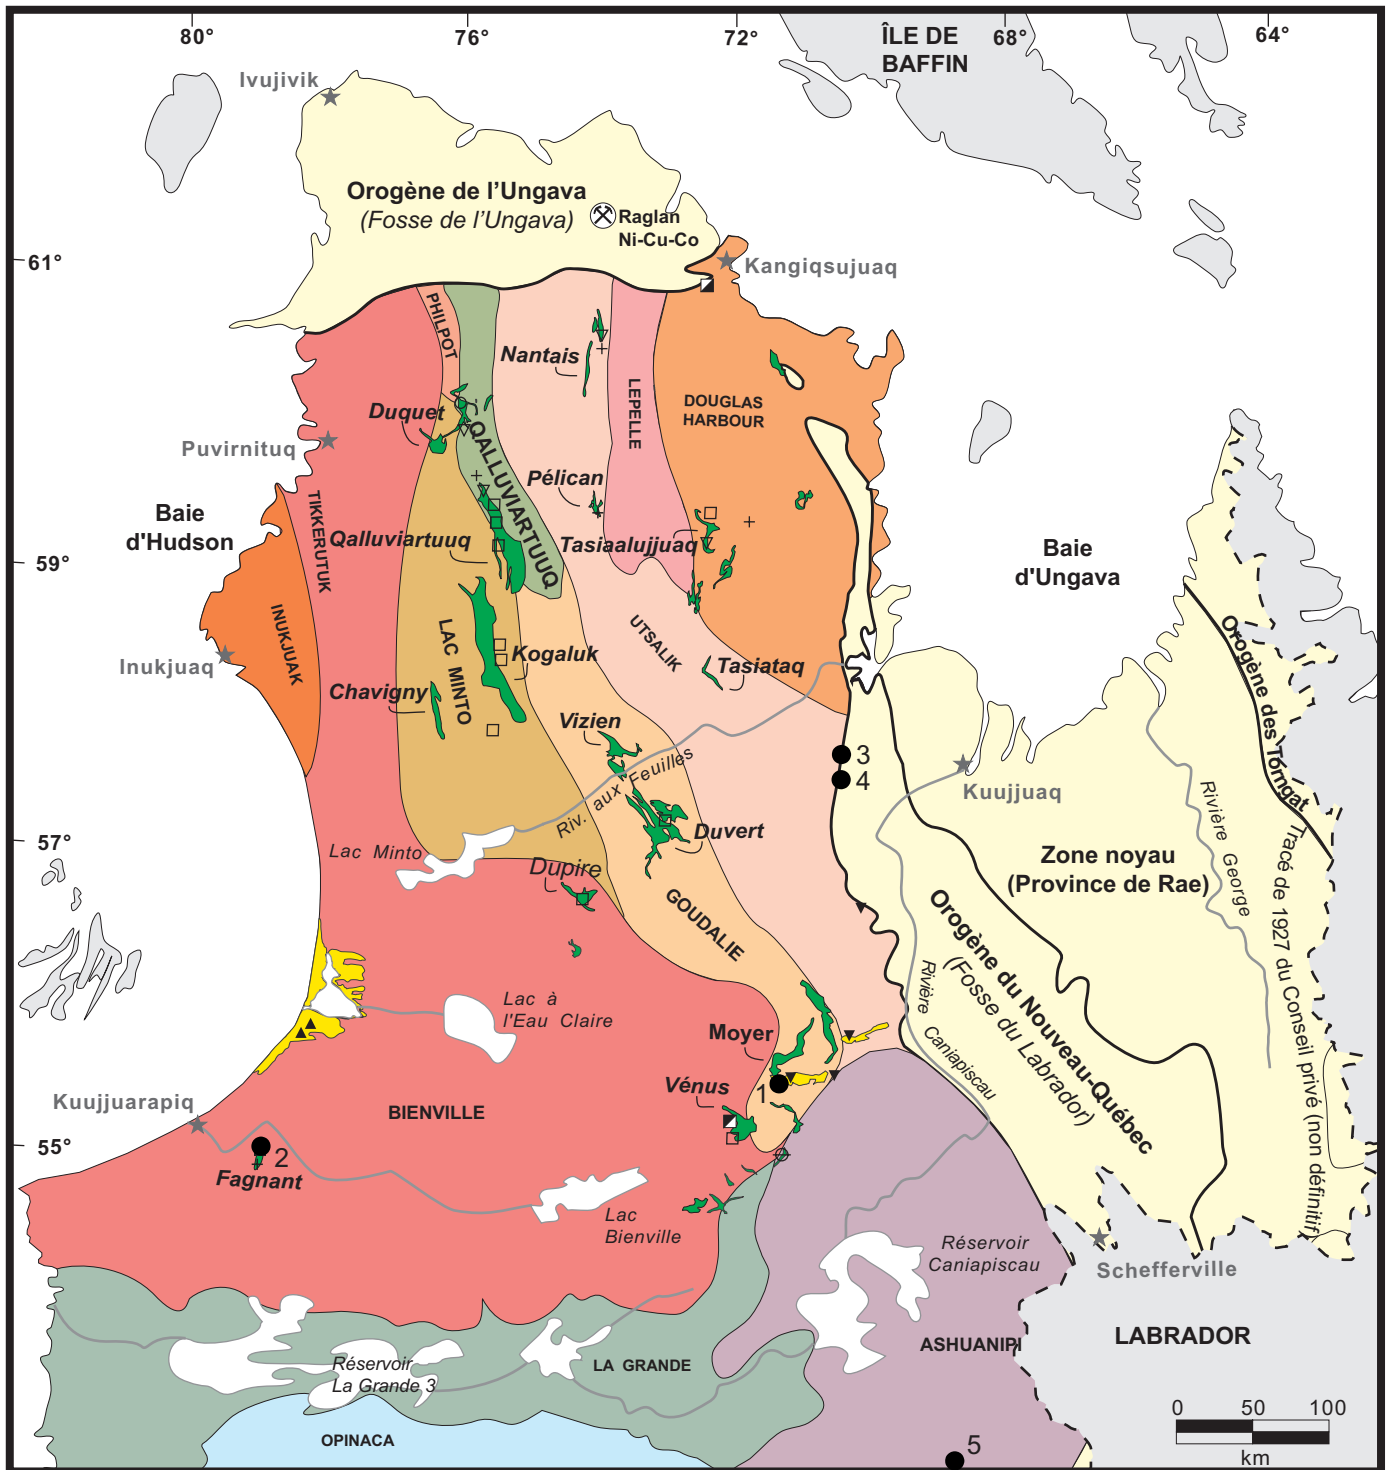 80°
76°
72°
68°
64°
ÎLE DE
BAFFIN
Ivujivik
Orogène de l’Ungava
(Fosse de l’Ungava)
Raglan
Ni-Cu-Co
61°
Kangiqsujuaq
PHILPOT
Nantais
LEPELLE
DOUGLAS
HARBOUR
Duquet
Puvirnituq
QALLUVIARTUUQ
Pélican
TIKKERUTUK
Baie
d'Hudson
Qalluviartuuq
Tasiaalujjuaq
Baie
d'Ungava
59°
INUKJUAK
LAC MINTO
UTSALIK
Orogène des Torngat
Inukjuaq
Kogaluk
Tasiataq
Chavigny
Vizien
3
4
Kuujjuaq
Riv. aux Feuilles
Rivière George
57°
Lac Minto
Duvert
Dupire
Zone noyau
(Province de Rae)
Tracé de 1927 du Conseil privé (non définitif)
GOUDALIE
Orogène du Nouveau-Québec
(Fosse du Labrador)
Rivière Caniapiscau
Lac à
l'Eau Claire
Moyer
1
Vénus
Kuujjuarapiq
BIENVILLE
55°
2
Fagnant
Lac
Bienville
Réservoir
Caniapiscau
Schefferville
LABRADOR
ASHUANIPI
Réservoir
La Grande 3
LA GRANDE
OPINACA
5
0 50 100
km